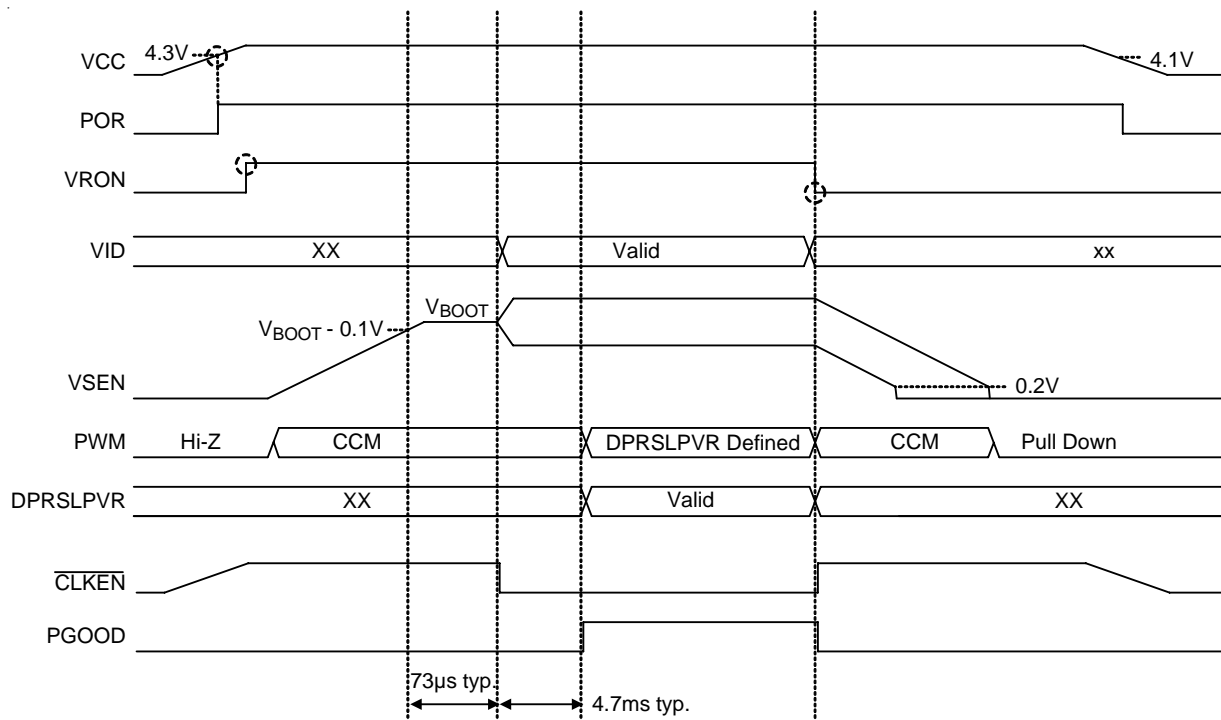 4.3V
VCC
4.1V
POR
VRON
VID
XX
Valid
xx
VBOOT
VBOOT - 0.1V
VSEN
0.2V
PWM
Hi-Z
CCM
DPRSLPVR Defined
CCM
Pull Down
DPRSLPVR
XX
Valid
XX
CLKEN
PGOOD
73μs typ.
4.7ms typ.